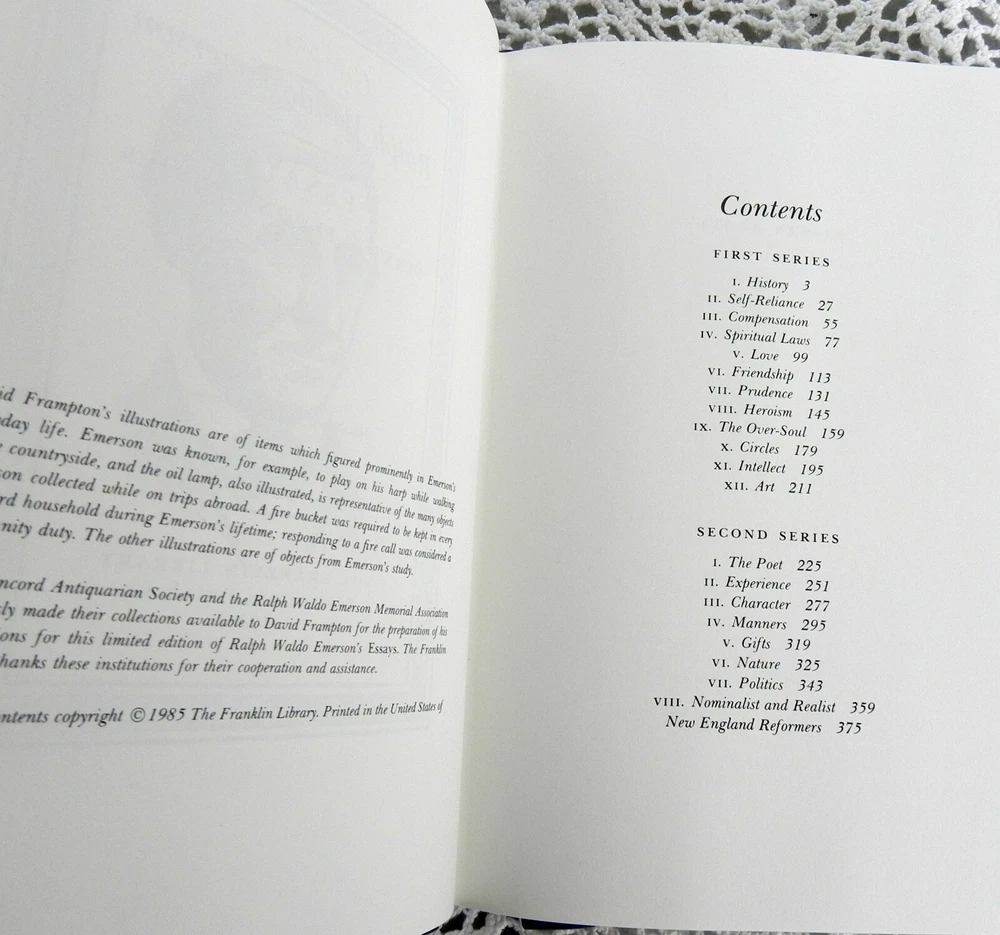 id Frampton's illustrations are of items which figured prominently in Emerson's
day life. Emerson was known, for example, to play on his harp while walking
countryside, and the oil lamp, also illustrated, is representative of the many objects
on collected while on trips abroad. A fire bucket was required to be kept in every
rd household during Emerson's lifetime; responding to a fire call was considered a
nity duty. The other illustrations are of objects from Emerson's study.
ncord Antiquarian Society and the Ralph Waldo Emerson Memorial Association
ly made their collections available to David Frampton for the preparation of his
ons for this limited edition of Ralph Waldo Emerson's Essays. The Franklin
hanks these institutions for their cooperation and assistance.
ntents copyright © 1985 The Franklin Library. Printed in the United States of
Contents
FIRST SERIES
I. History 3
II. Self-Reliance 27
III. Compensation 55
IV. Spiritual Laws 77
V. Love 99
VI. Friendship 113
VII. Prudence 131
VIII. Heroism 145
IX. The Over-Soul 159
X. Circles 179
XI. Intellect 195
XII. Art 211
SECOND SERIES
I. The Poet 225
II. Experience 251
III. Character 277
IV. Manners 295
V. Gifts 319
VI. Nature 325
VII. Politics 343
VIII. Nominalist and Realist 359
New England Reformers 375